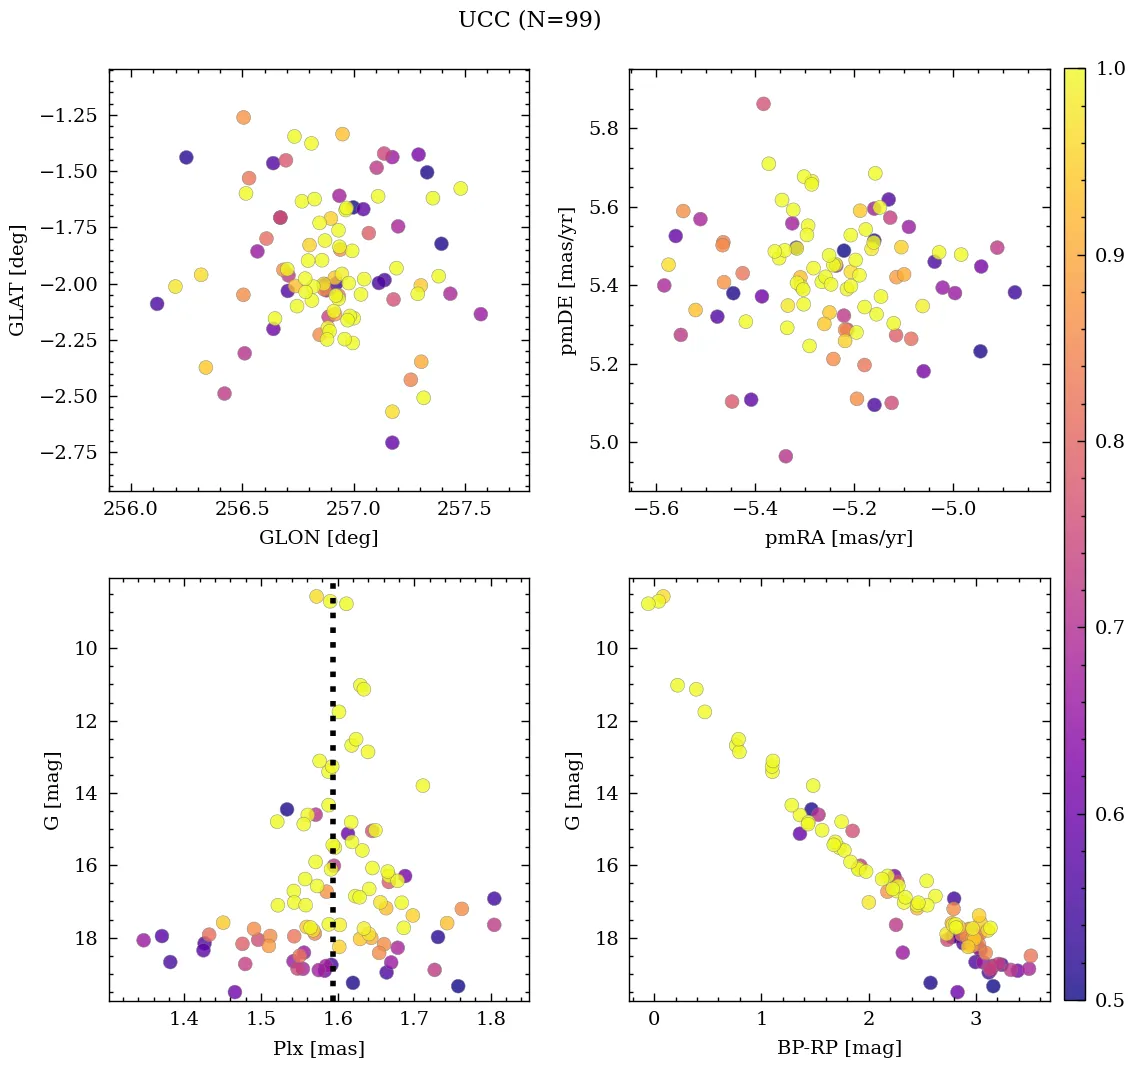 UCC (N=99)
−1.25
−1.50
−1.75
−2.00
−2.25
−2.50
−2.75
GLAT [deg]
256.0 256.5 257.0 257.5
GLON [deg]
5.8
5.6
5.4
5.2
5.0
pmDE [mas/yr]
−5.6 −5.4 −5.2 −5.0
pmRA [mas/yr]
10
12
14
16
18
G [mag]
1.4 1.5 1.6 1.7 1.8
Plx [mas]
10
12
14
16
18
G [mag]
0 1 2 3
BP-RP [mag]
1.0
0.9
0.8
0.7
0.6
0.5